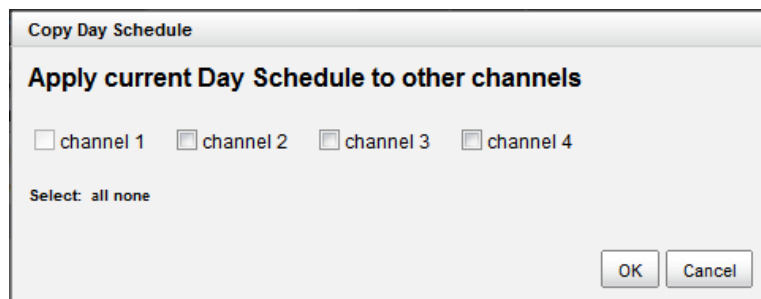 Copy Day Schedule
Apply current Day Schedule to other channels
channel 1 channel 2 channel 3 channel 4
Select: all none
OK Cancel